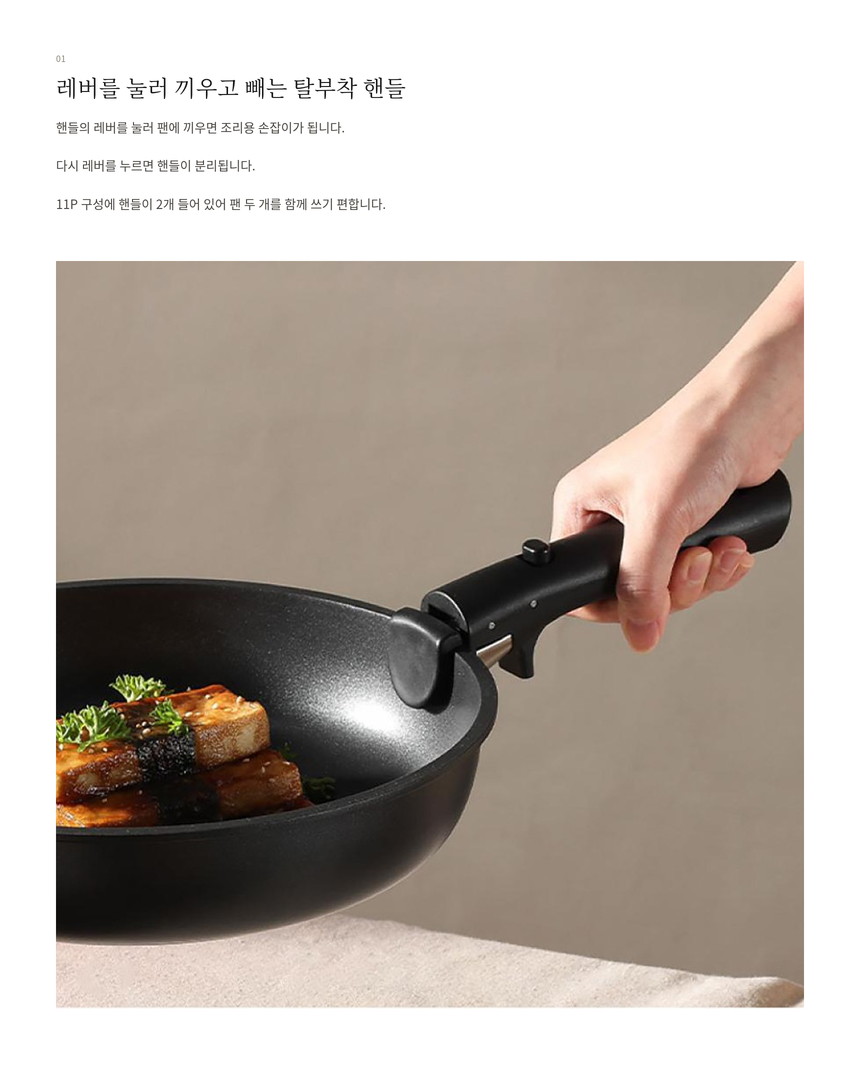 01
레버를 눌러 끼우고 빼는 탈부착 핸들
핸들의 레버를 눌러 팬에 끼우면 조리용 손잡이가 됩니다.
다시 레버를 누르면 핸들이 분리됩니다.
11P 구성에 핸들이 2개 들어 있어 팬 두 개를 함께 쓰기 편합니다.